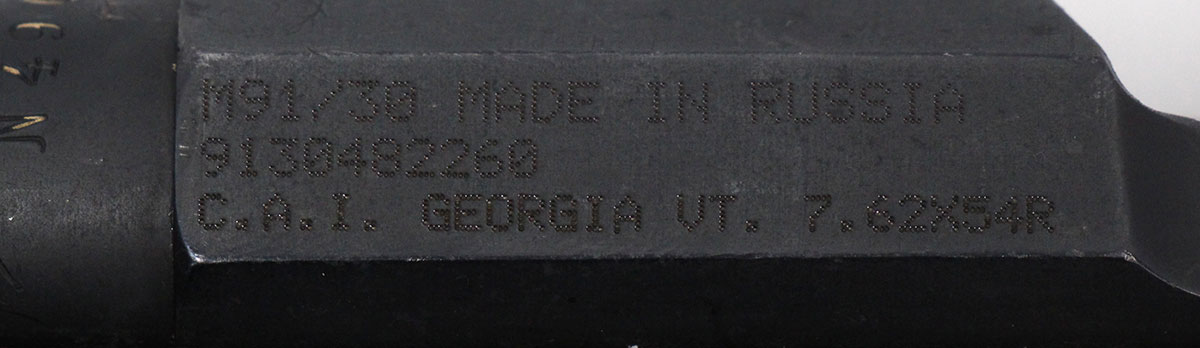 M91/30 MADE IN RUSSIA
9130482260
C.A.I. GEORGIA VT. 7.62X54R